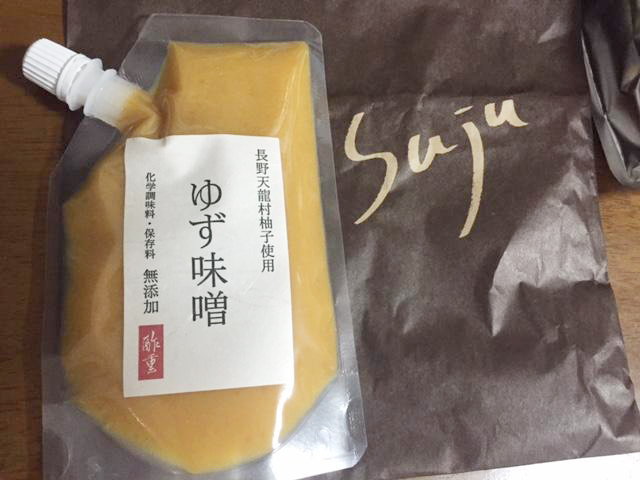 長野天龍村柚子使用
ゆず味噌
化学調味料・保存料 無添加
酢重
Suju